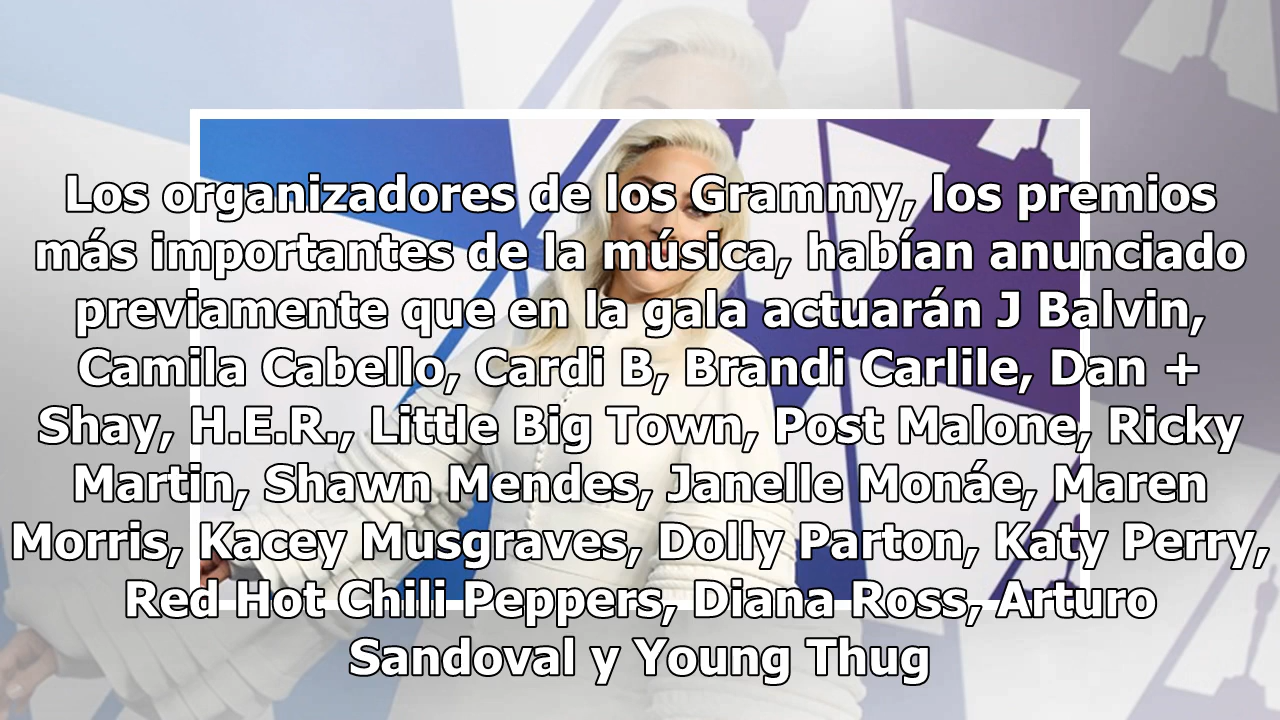 Los organizadores de los Grammy, los premios
más importantes de la música, habían anunciado
previamente que en la gala actuarán J Balvin,
Camila Cabello, Cardi B, Brandi Carlile, Dan +
Shay, H.E.R., Little Big Town, Post Malone, Ricky
Martin, Shawn Mendes, Janelle Monáe, Maren
Morris, Kacey Musgraves, Dolly Parton, Katy Perry,
Red Hot Chili Peppers, Diana Ross, Arturo
Sandoval y Young Thug